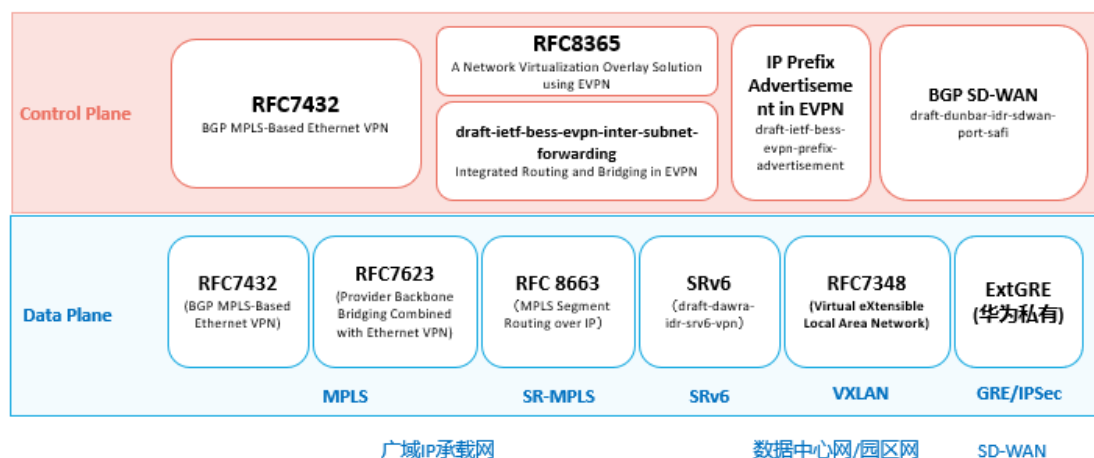 Control Plane
RFC7432
BGP MPLS-Based Ethernet VPN
RFC8365
A Network Virtualization Overlay Solution
using EVPN
draft-ietf-bess-evpn-inter-subnet-
forwarding
Integrated Routing and Bridging in EVPN
IP Prefix
Advertiseme
nt in EVPN
draft-ietf-bess-
evpn-prefix-
advertisement
BGP SD-WAN
draft-dunbar-idr-sdwan-
port-safi
Data Plane
RFC7432
(BGP MPLS-Based
Ethernet VPN)
RFC7623
(Provider Backbone
Bridging Combined
with Ethernet VPN)
RFC 8663
（MPLS Segment
Routing over IP）
SRv6
（draft-dawra-
idr-srv6-vpn）
RFC7348
(Virtual eXtensible
Local Area Network)
ExtGRE
(华为私有)
MPLS
SR-MPLS
SRv6
VXLAN
GRE/IPSec
广域IP承载网
数据中心网/园区网
SD-WAN